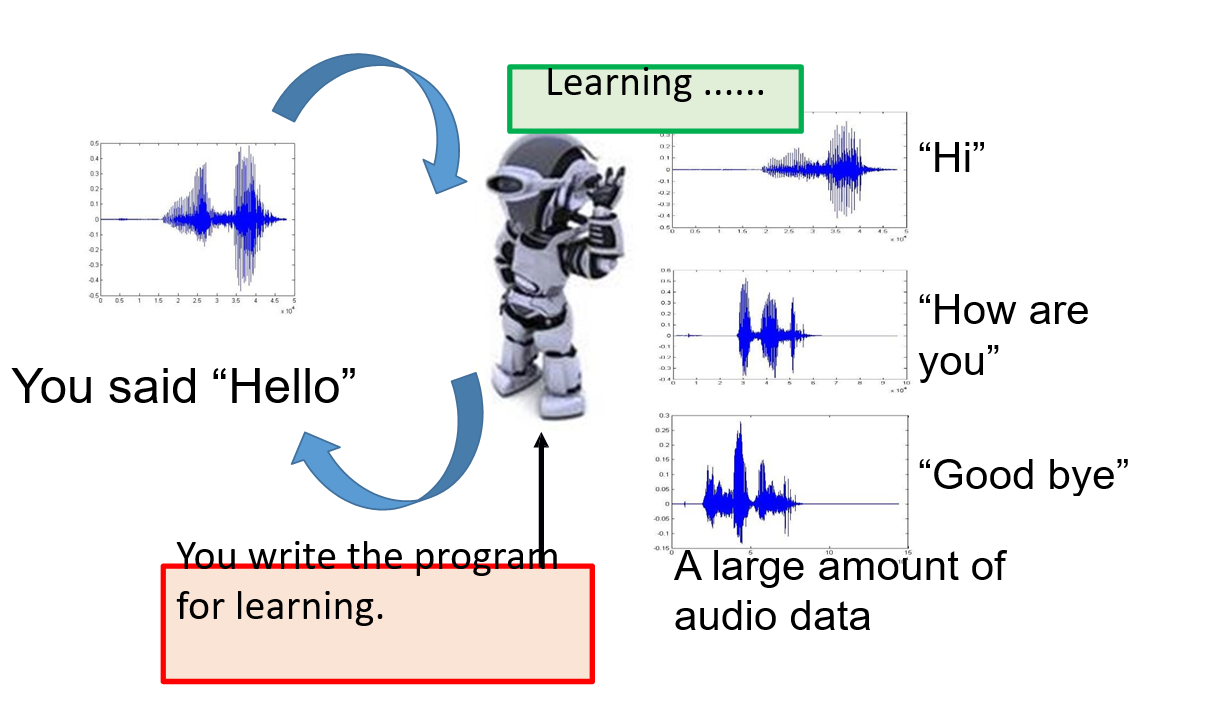 Learning ......
“Hi”
“How are
you”
You said “Hello”
“Good bye”
You write the program
for learning.
A large amount of
audio data